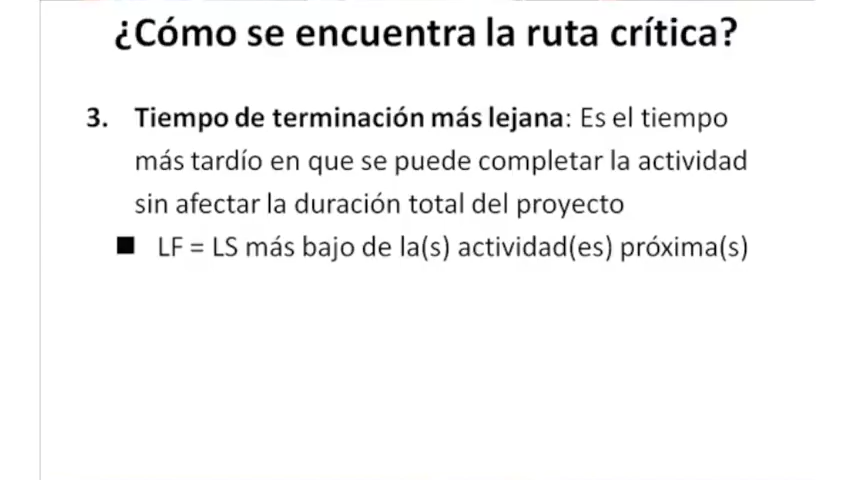 ¿Cómo se encuentra la ruta crítica?
3. Tiempo de terminación más lejana: Es el tiempo
más tardío en que se puede completar la actividad
sin afectar la duración total del proyecto
■ LF = LS más bajo de la(s) actividad(es) próxima(s)